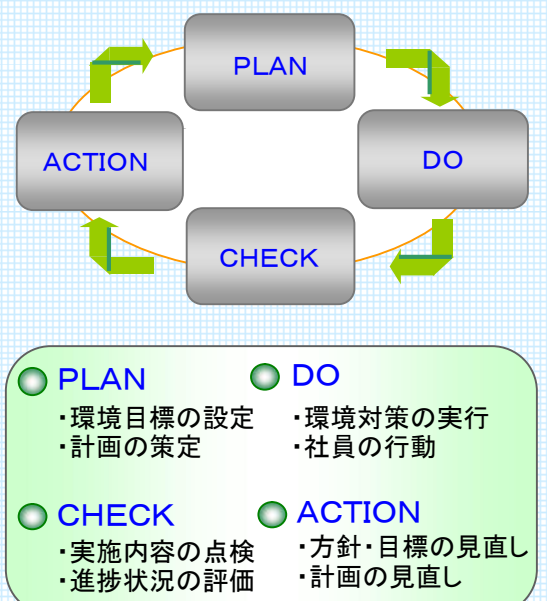 PLAN
ACTION
DO
CHECK
PLAN
・環境目標の設定
・計画の策定
DO
・環境対策の実行
・社員の行動
CHECK
・実施内容の点検
・進捗状況の評価
ACTION
・方針・目標の見直し
・計画の見直し